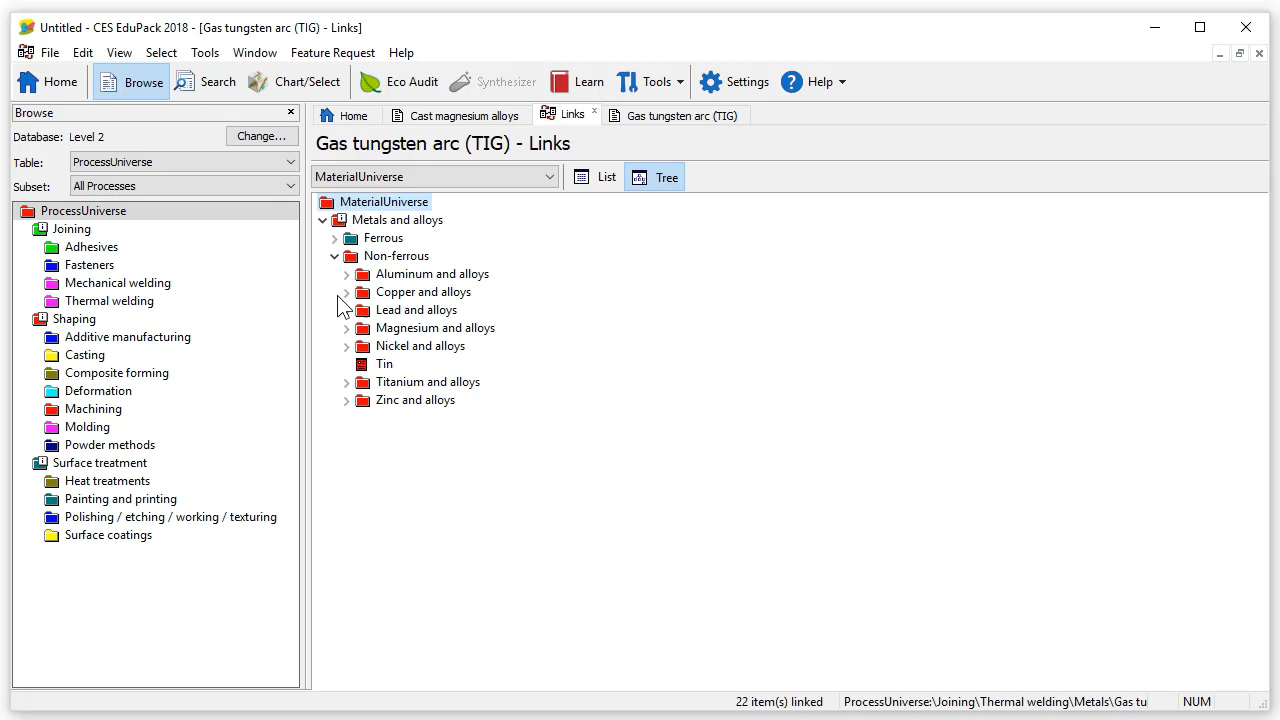 Untitled - CES EduPack 2018 - [Gas tungsten arc (TIG) - Links]
File Edit View Select Tools Window Feature Request Help
Home Browse Search Chart/Select Eco Audit Synthesizer Learn Tools Settings Help
Browse
Database: Level 2 Change...
Table: ProcessUniverse
Subset: All Processes
ProcessUniverse
Joining
Adhesives
Fasteners
Mechanical welding
Thermal welding
Shaping
Additive manufacturing
Casting
Composite forming
Deformation
Machining
Molding
Powder methods
Surface treatment
Heat treatments
Painting and printing
Polishing / etching / working / texturing
Surface coatings
Home Cast magnesium alloys Links Gas tungsten arc (TIG)
Gas tungsten arc (TIG) - Links
MaterialUniverse List Tree
MaterialUniverse
Metals and alloys
Ferrous
Non-ferrous
Aluminum and alloys
Copper and alloys
Lead and alloys
Magnesium and alloys
Nickel and alloys
Tin
Titanium and alloys
Zinc and alloys
22 item(s) linked ProcessUniverse:\Joining\Thermal welding\Metals\Gas tu NUM